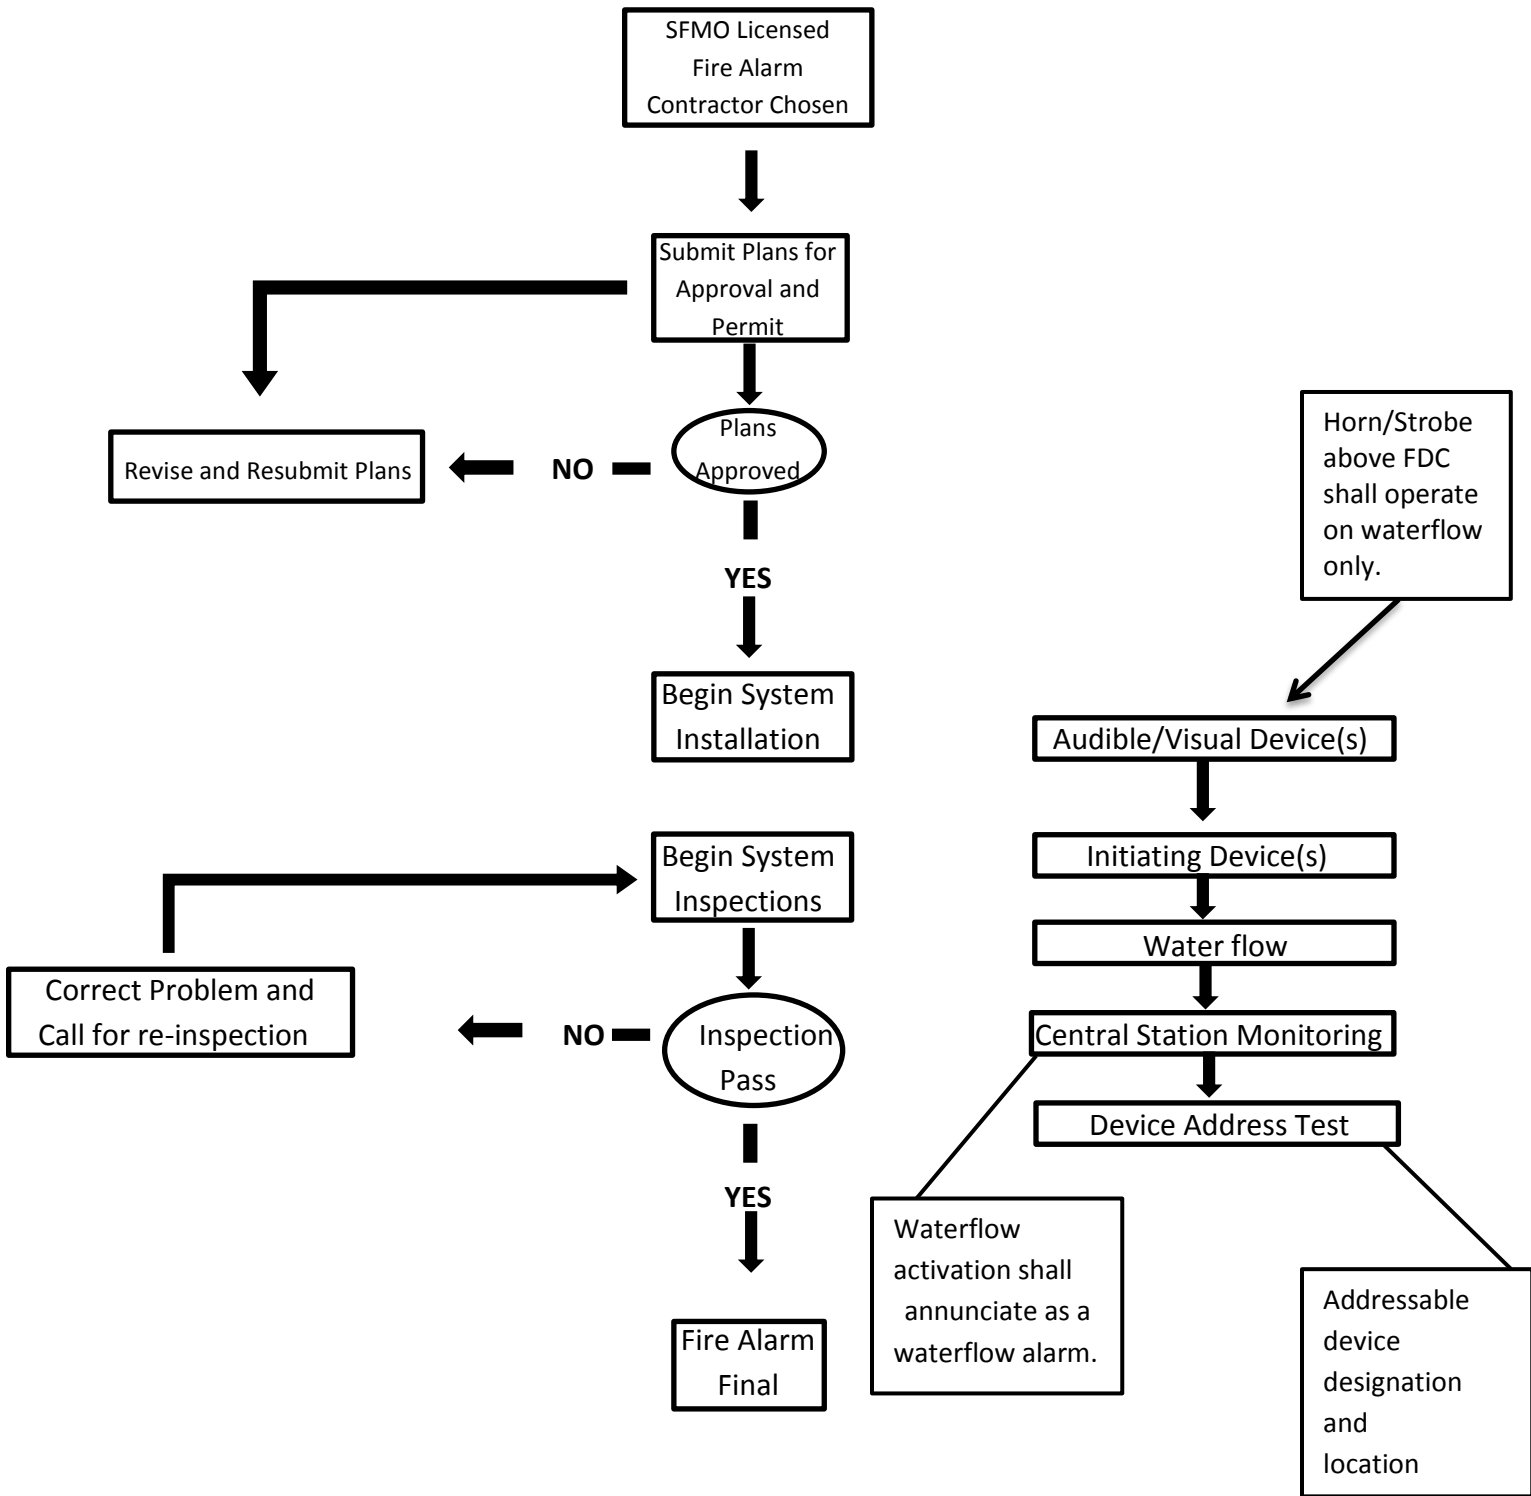 SFMO Licensed
Fire Alarm
Contractor Chosen
Submit Plans for
Approval and
Permit
Plans
Approved
NO
Revise and Resubmit Plans
YES
Begin System
Installation
Begin System
Inspections
Inspection
Pass
NO
Correct Problem and
Call for re-inspection
YES
Fire Alarm
Final
Horn/Strobe
above FDC
shall operate
on waterflow
only.
Audible/Visual Device(s)
Initiating Device(s)
Water flow
Central Station Monitoring
Device Address Test
Waterflow
activation shall
annunciate as a
waterflow alarm.
Addressable
device
designation
and
location